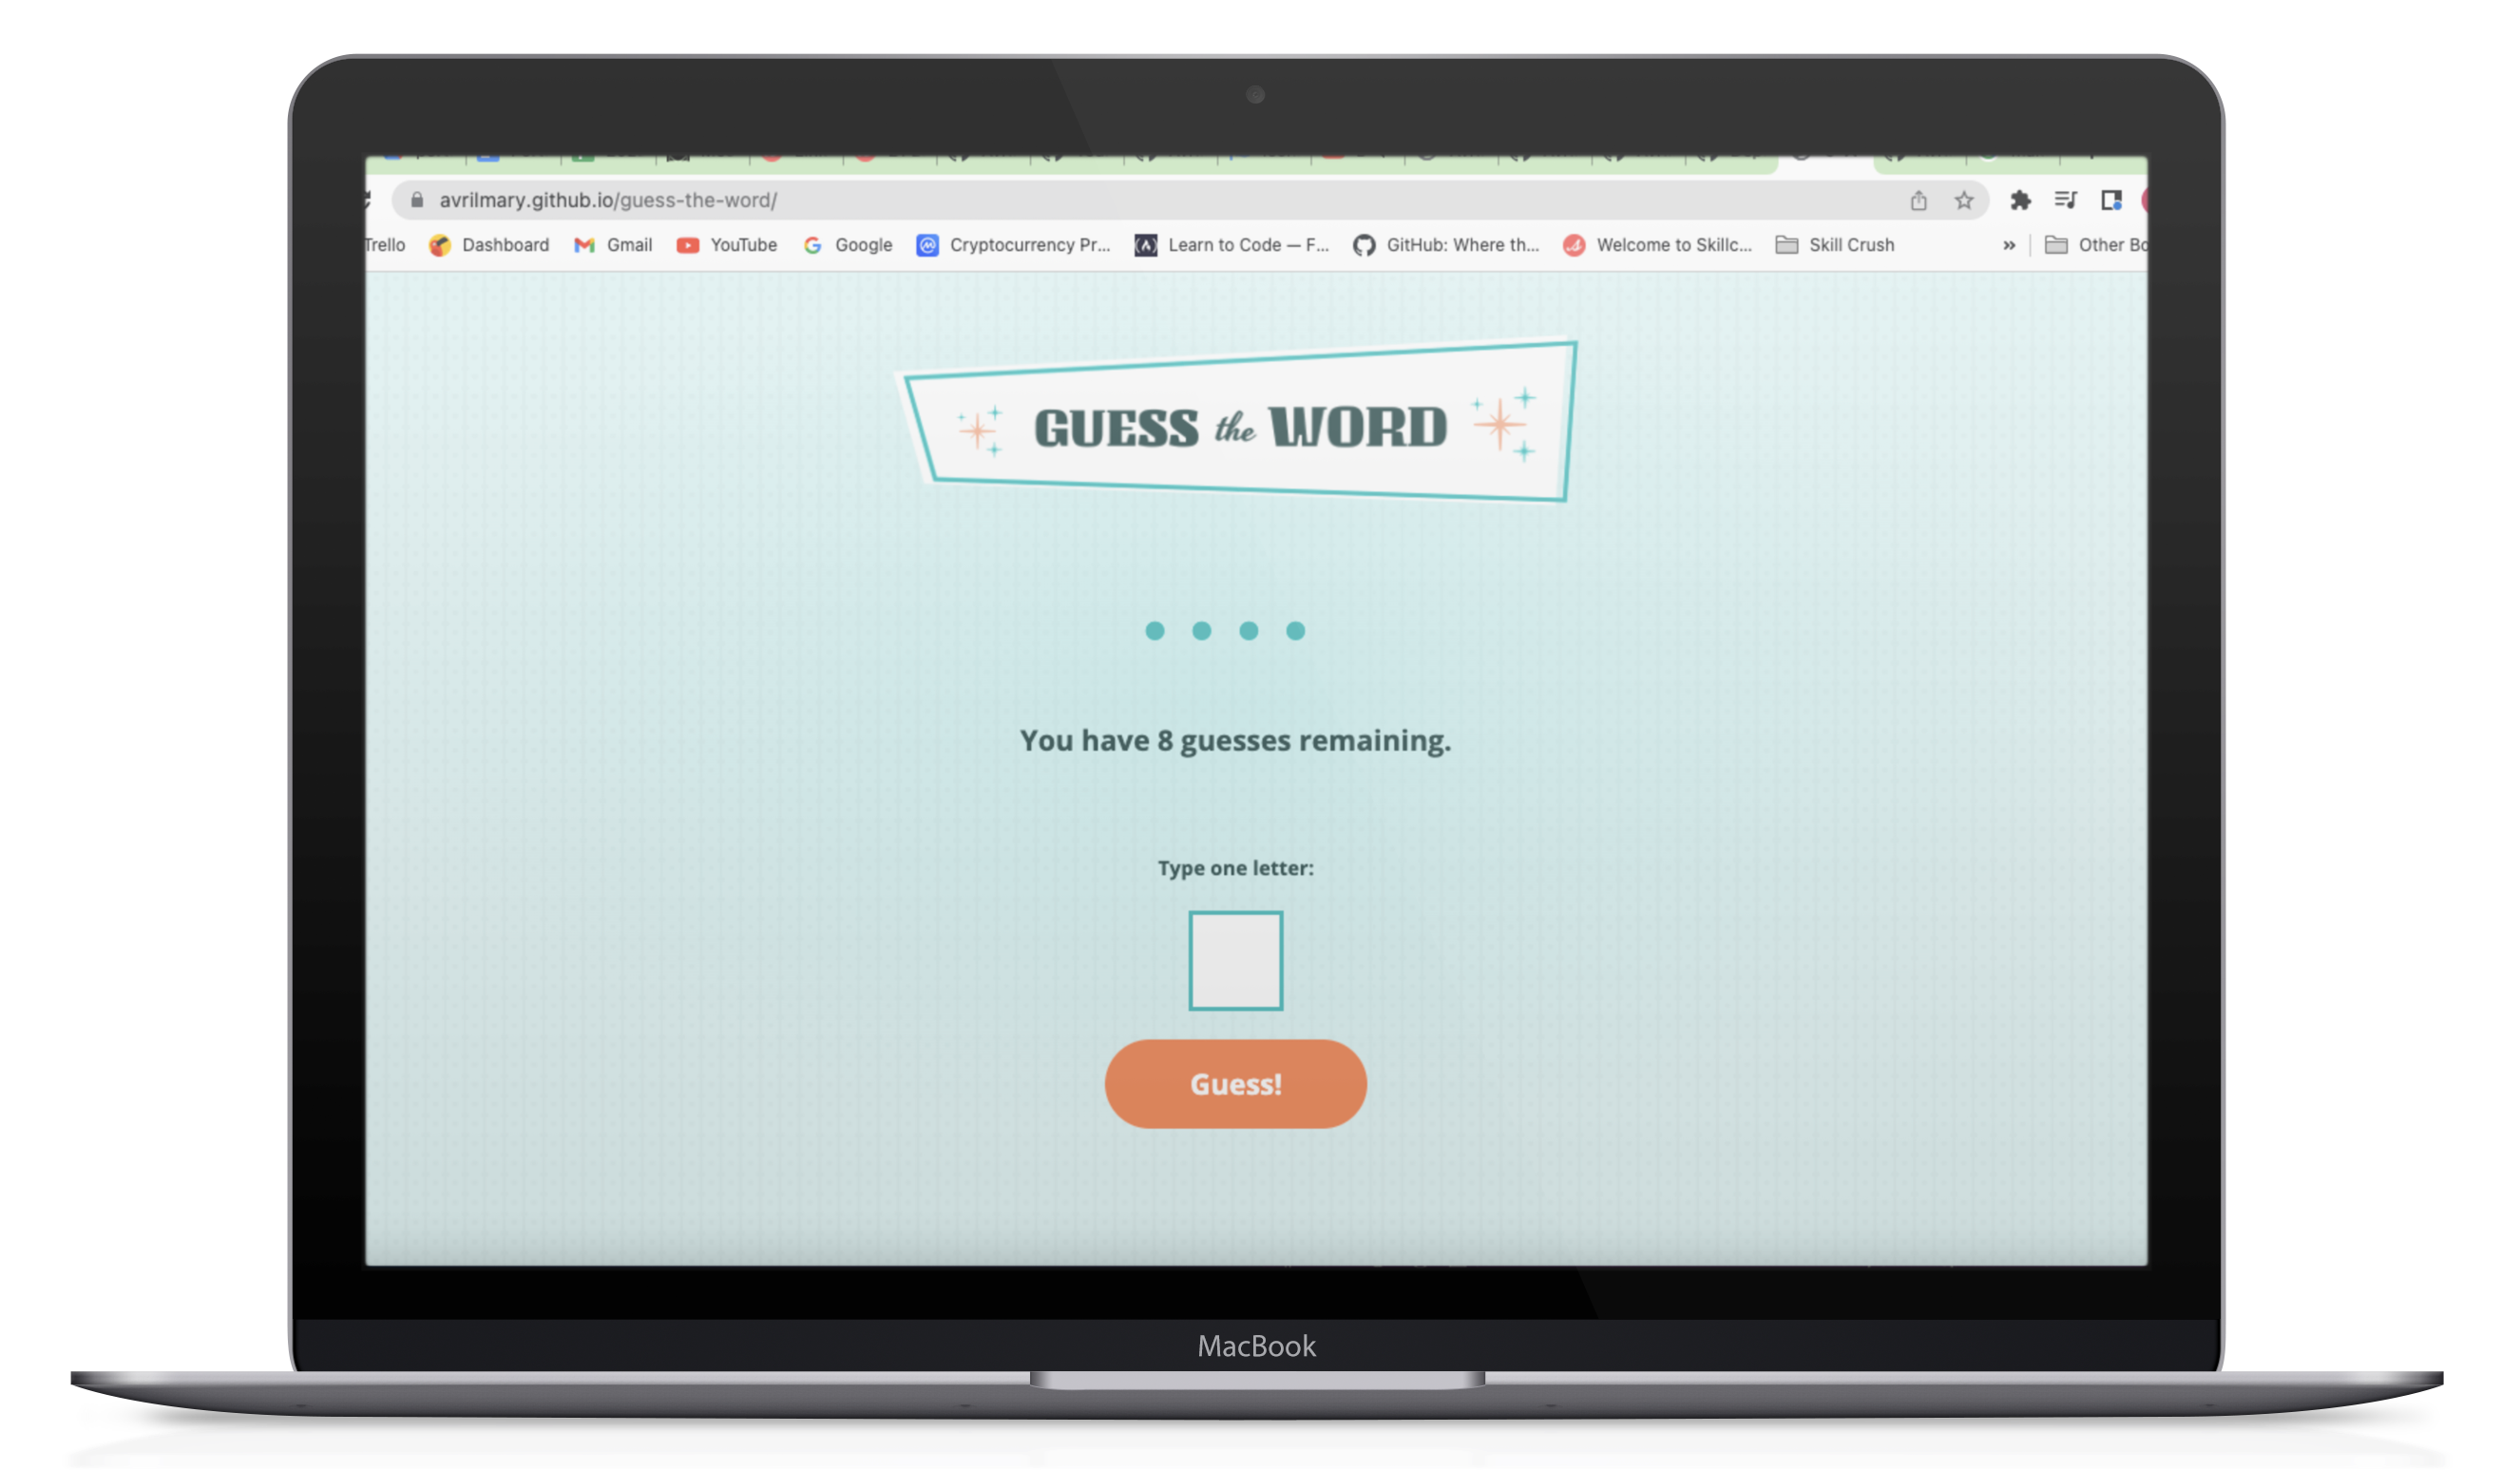 avrilmary.github.io/guess-the-word/
Trello Dashboard Gmail YouTube Google Cryptocurrency Pr... Learn to Code — F... GitHub: Where th... Welcome to Skillc... Skill Crush » Other Bo
GUESS the WORD
You have 8 guesses remaining.
Type one letter:
Guess!
MacBook